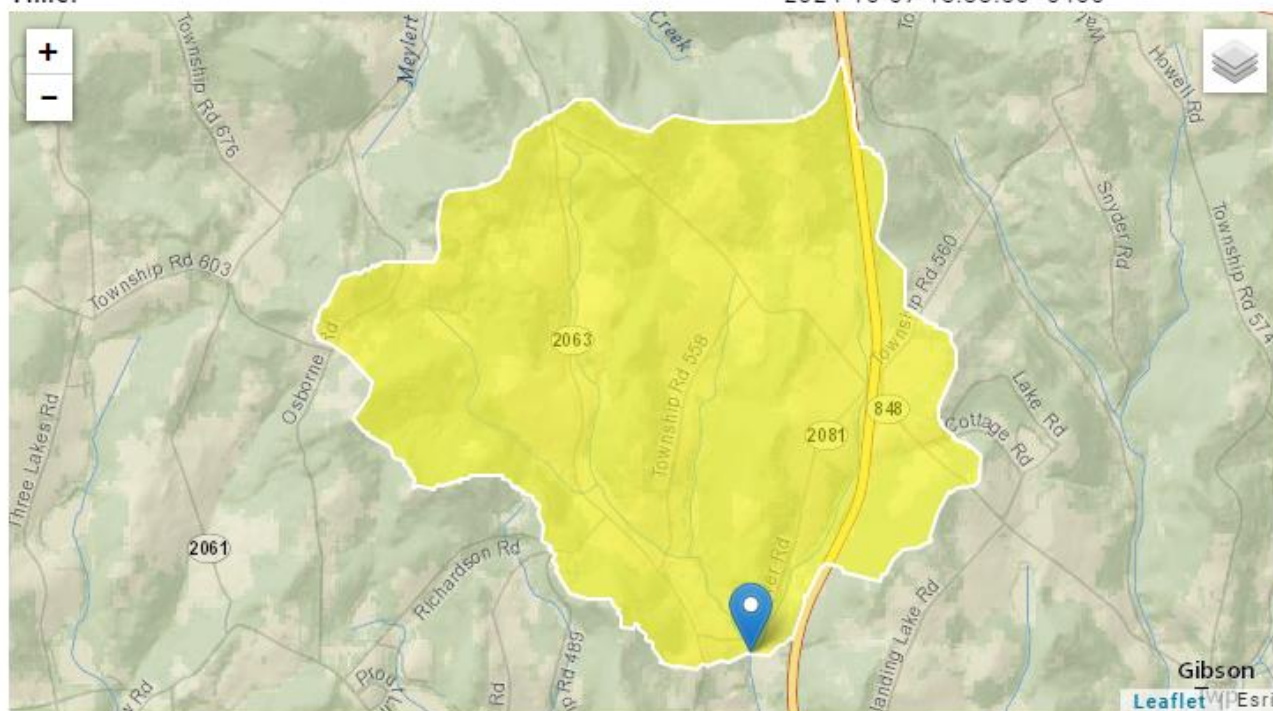 +
−
Creek
Meylert
Township Rd 676
Howell Rd
Snyder Rd
Township Rd 574
Township Rd 603
Township Rd 560
2063
Osborne Rd
Township Rd 558
Lake Rd
848
Cottage Rd
2081
Three Lakes Rd
2061
Richardson Rd
Rd 489
Rd
Gibson
Leaflet | Esri